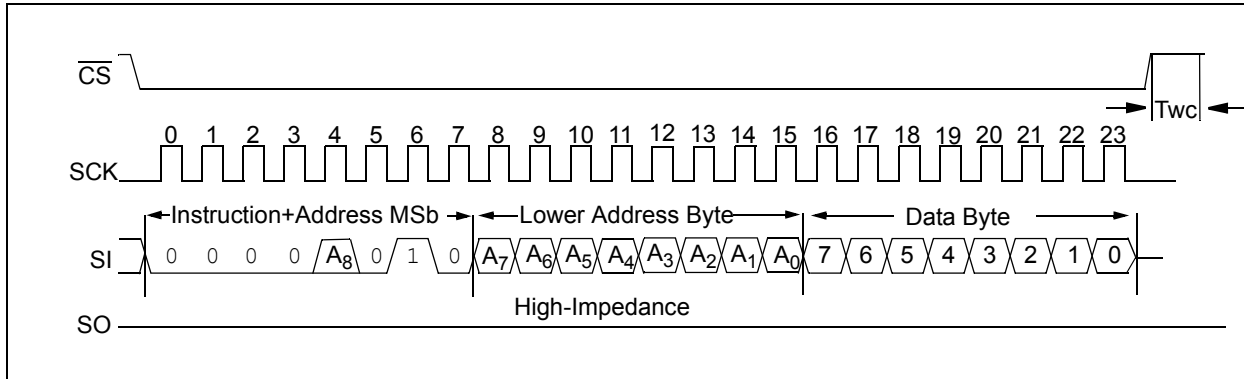 CS
Twc
0 1 2 3 4 5 6 7 8 9 10 11 12 13 14 15 16 17 18 19 20 21 22 23
SCK
Instruction+Address MSb Lower Address Byte Data Byte
SI 0 0 0 0 A8 0 1 0 A7 A6 A5 A4 A3 A2 A1 A0 7 6 5 4 3 2 1 0
High-Impedance
SO